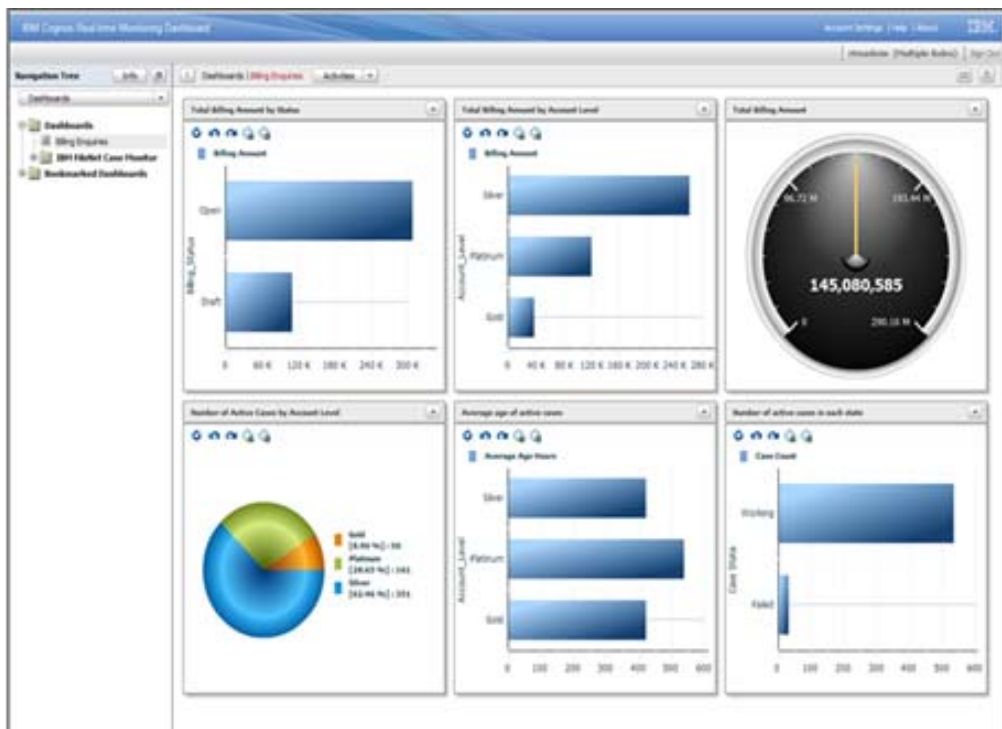 IBM Cognos Real-time Monitoring Dashboard
Account Settings | Help | About
IBM
(Multiple Roles) | Sign Out
Navigation Tree
Info
Dashboards | Billing Enquiries
Activities
Dashboards
Dashboards
Billing Enquiries
IBM FileNet Case Monitor
Bookmarked Dashboards
Total Billing Amount by Status
Billing Amount
Billing_Status
Open
Draft
0 60 K 120 K 180 K 240 K 300 K
Total Billing Amount by Account Level
Billing Amount
Account_Level
Silver
Platinum
Gold
0 40 K 80 K 120 K 160 K 200 K 240 K 280 K
Total Billing Amount
96.72 M
193.44 M
145,080,585
0
290.16 M
Number of Active Cases by Account Level
Gold
Platinum
Silver
Average age of active cases
Average Age Hours
Account_Level
Silver
Platinum
Gold
0 100 200 300 400 500 600
Number of active cases in each state
Case Count
Case State
Working
Failed
0 100 200 300 400 500 600